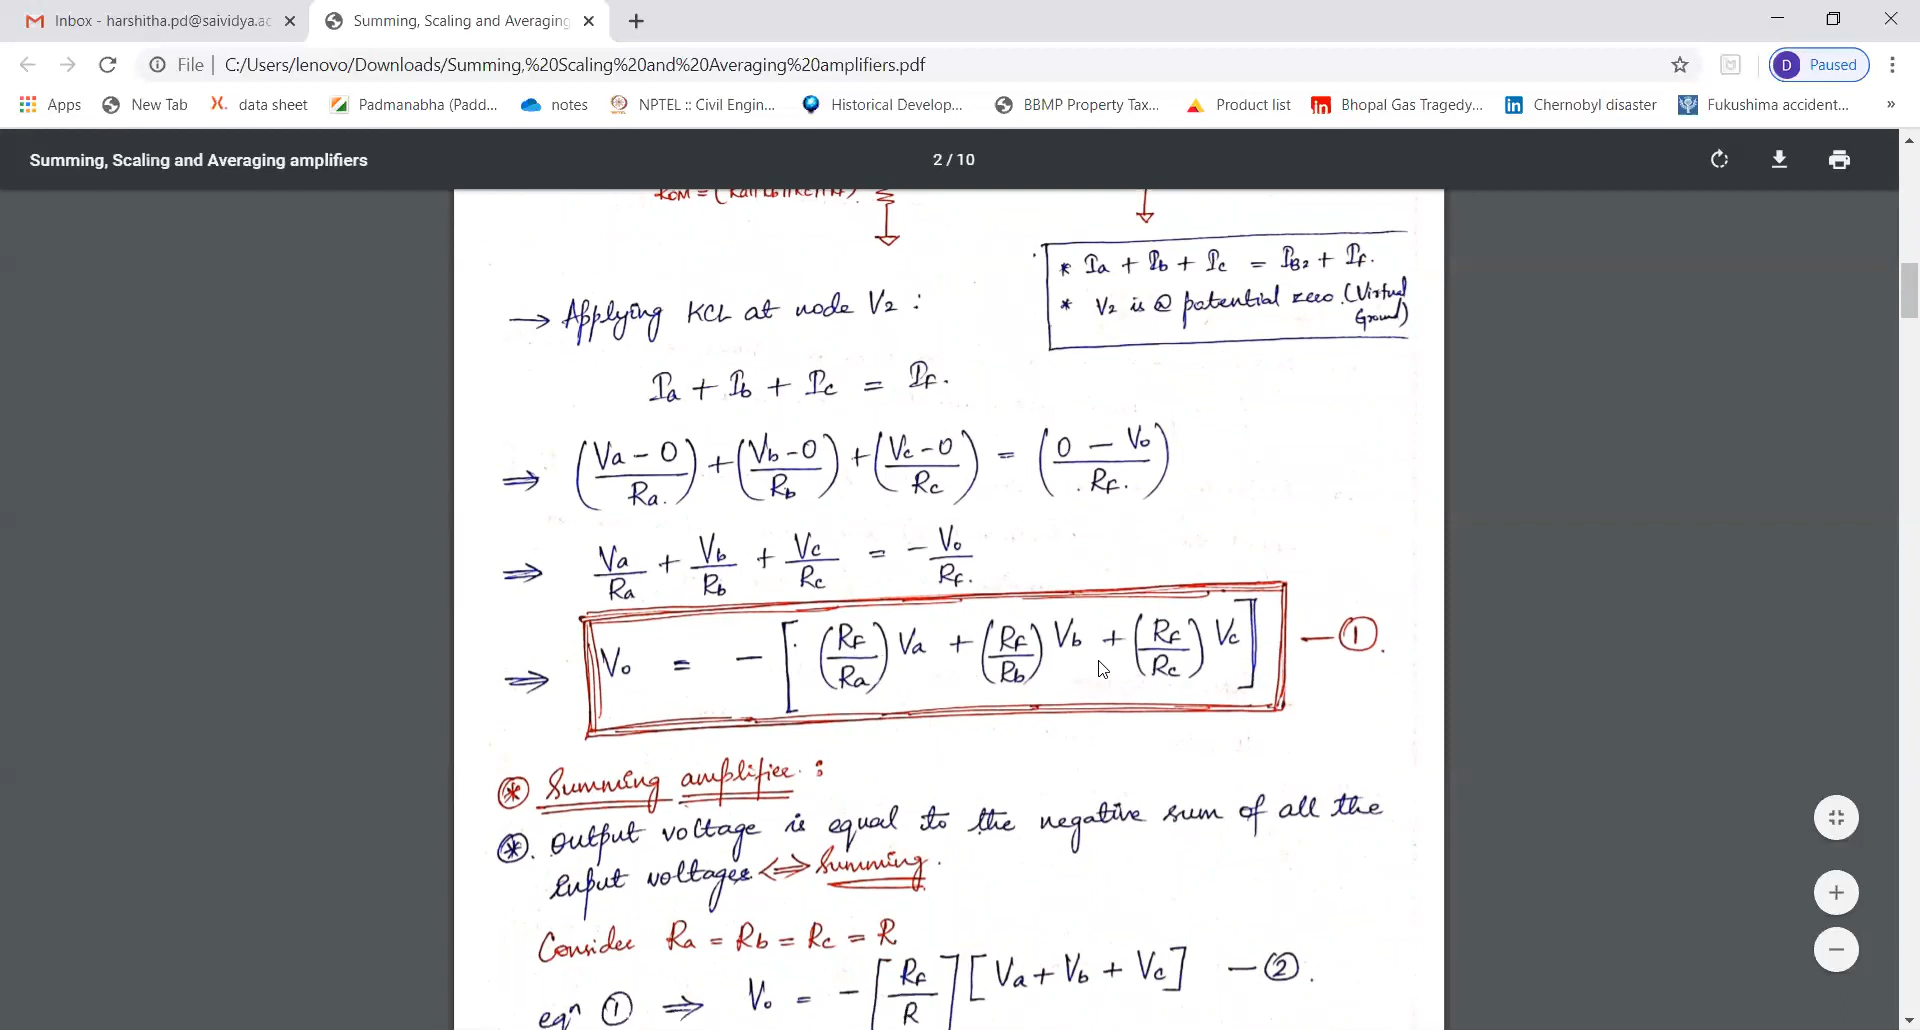 Inbox - harshitha.pd@saividya.ac
Summing, Scaling and Averaging
File | C:/Users/lenovo/Downloads/Summing,%20Scaling%20and%20Averaging%20amplifiers.pdf
D Paused
Apps New Tab data sheet Padmanabha (Padd... notes NPTEL :: Civil Engin... Historical Develop... BBMP Property Tax... Product list Bhopal Gas Tragedy... Chernobyl disaster Fukushima accident... »
Summing, Scaling and Averaging amplifiers 2 / 10
* Ia + Ib + Ic = IB2 + If.
* V2 is @ potential zero. (Virtual
Ground)
→ Applying KCL at node V2 :
Ia + Ib + Ic = If.
⇒ (Va - 0 / Ra.) + (Vb - 0 / Rb) + (Vc - 0 / Rc) = (0 - Vo / RF.)
⇒ Va/Ra + Vb/Rb + Vc/Rc = - Vo/RF.
⇒ Vo = - [ (RF/Ra) Va + (RF/Rb) Vb + (RF/Rc) Vc ] — ①.
* Summing amplifier :
*. Output voltage is equal to the negative sum of all the
input voltages <=> Summing.
Consider Ra = Rb = Rc = R
eqn ① ⇒ Vo = - [RF/R] [Va + Vb + Vc] — ②.